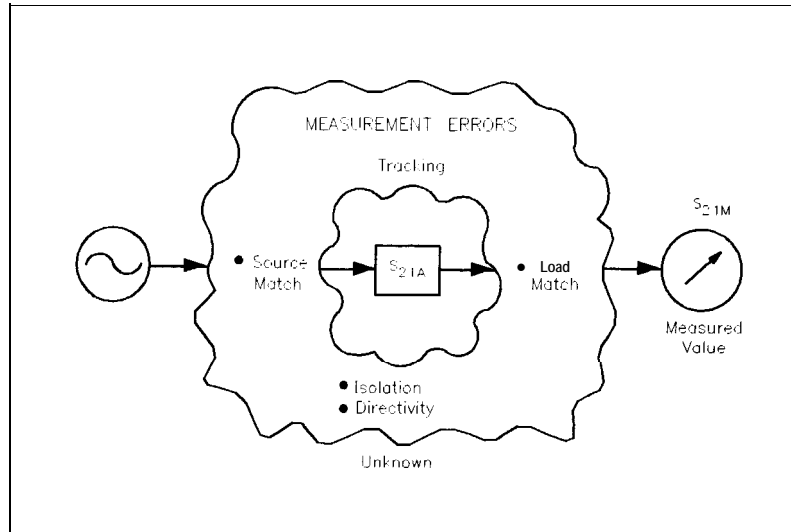 MEASUREMENT ERRORS
Tracking
S21M
Source
Match
S21A
Load
Match
Measured
Value
Isolation
Directivity
Unknown